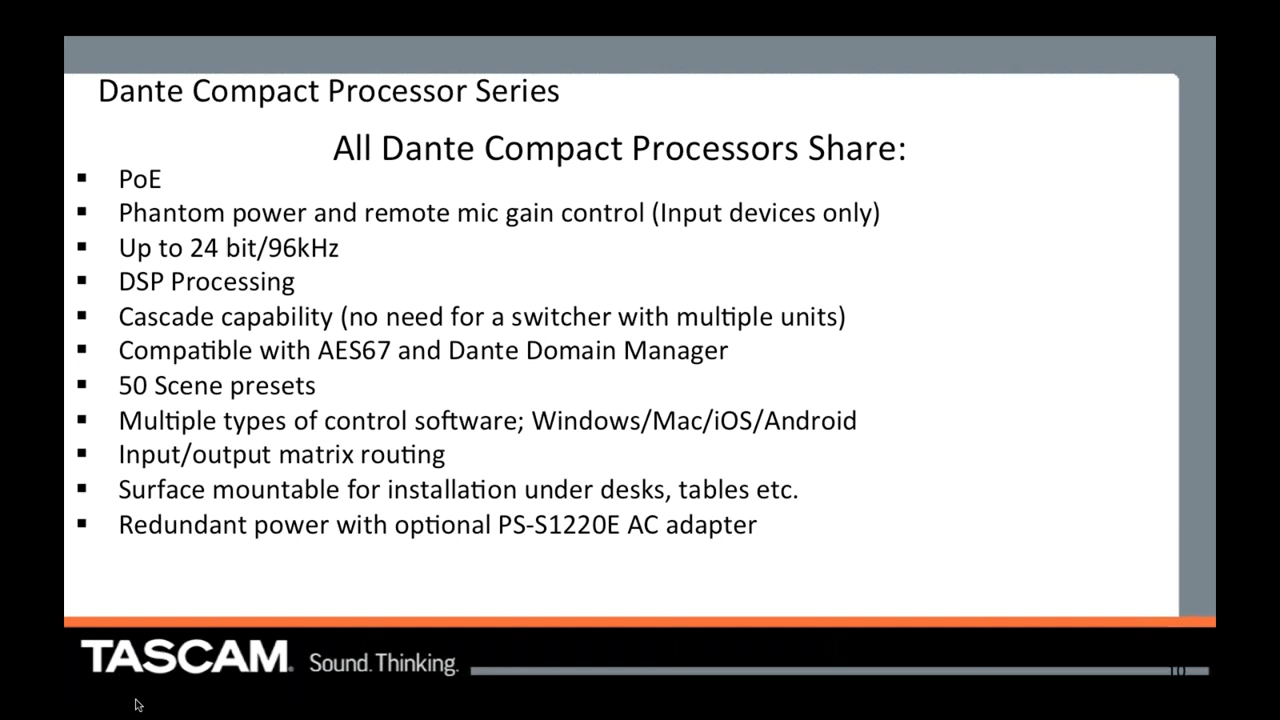 Dante Compact Processor Series
All Dante Compact Processors Share:
▪ PoE
▪ Phantom power and remote mic gain control (Input devices only)
▪ Up to 24 bit/96kHz
▪ DSP Processing
▪ Cascade capability (no need for a switcher with multiple units)
▪ Compatible with AES67 and Dante Domain Manager
▪ 50 Scene presets
▪ Multiple types of control software; Windows/Mac/iOS/Android
▪ Input/output matrix routing
▪ Surface mountable for installation under desks, tables etc.
▪ Redundant power with optional PS-S1220E AC adapter
TASCAM. Sound.Thinking.
10